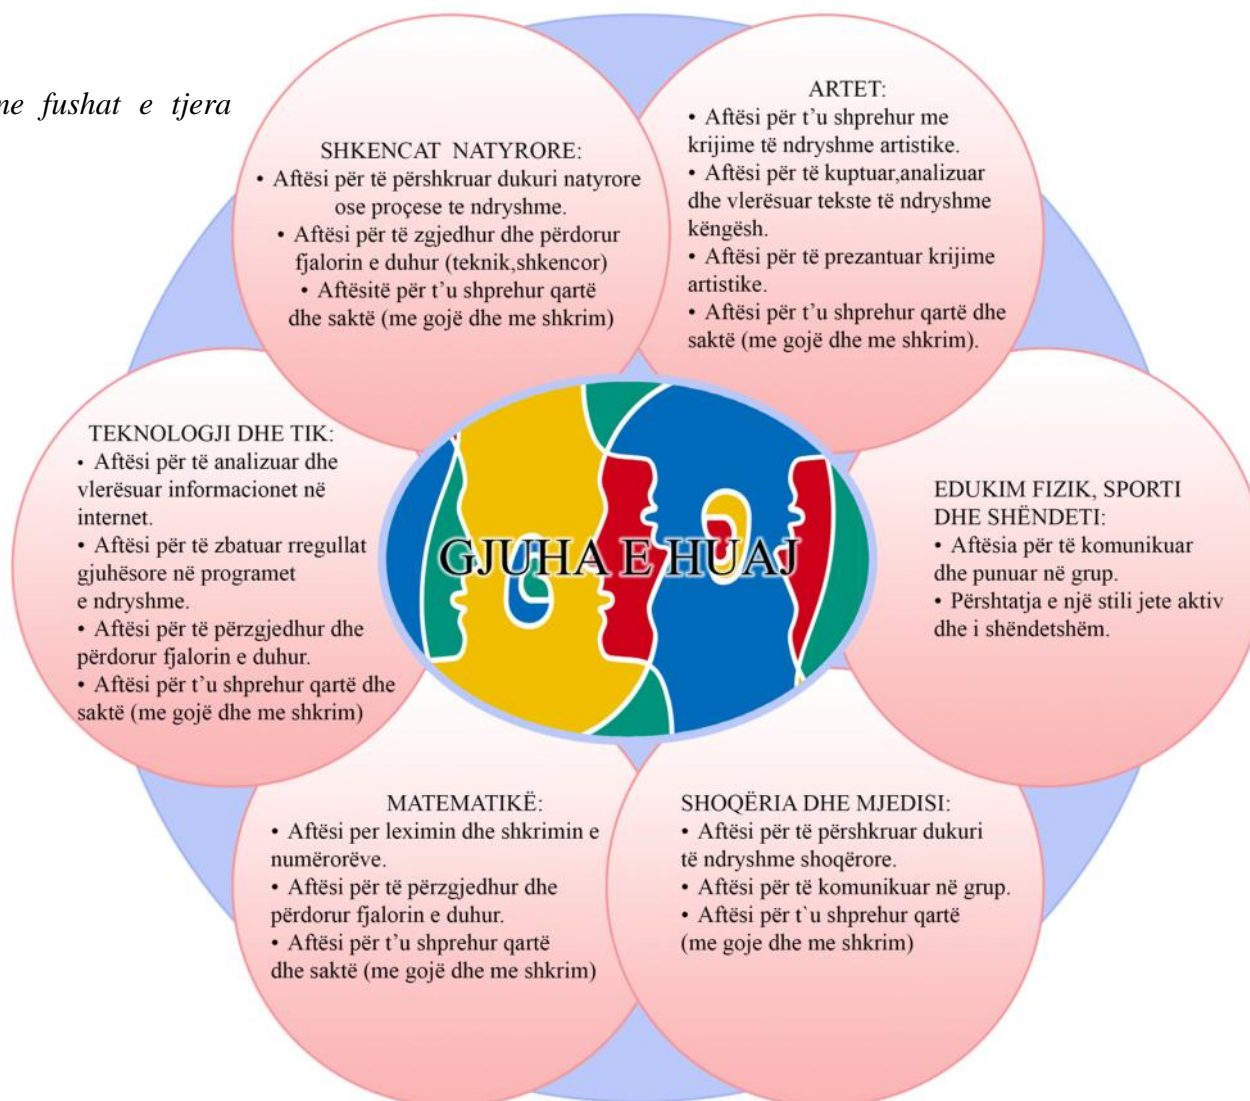 me fushat e tjera
SHKENCAT NATYRORE:
• Aftësi për të përshkruar dukuri natyrore
ose proçese te ndryshme.
• Aftësi për të zgjedhur dhe përdorur
fjalorin e duhur (teknik,shkencor)
• Aftësitë për t’u shprehur qartë
dhe saktë (me gojë dhe me shkrim)
ARTET:
• Aftësi për t’u shprehur me
krijime të ndryshme artistike.
• Aftësi për të kuptuar,analizuar
dhe vlerësuar tekste të ndryshme
këngësh.
• Aftësi për të prezantuar krijime
artistike.
• Aftësi për t’u shprehur qartë dhe
saktë (me gojë dhe me shkrim).
TEKNOLOGJI DHE TIK:
• Aftësi për të analizuar dhe
vlerësuar informacionet në
internet.
• Aftësi për të zbatuar rregullat
gjuhësore në programet
e ndryshme.
• Aftësi për të përzgjedhur dhe
përdorur fjalorin e duhur.
• Aftësi për t’u shprehur qartë dhe
saktë (me gojë dhe me shkrim)
GJUHA E HUAJ
EDUKIM FIZIK, SPORTI
DHE SHËNDETI:
• Aftësia për të komunikuar
dhe punuar në grup.
• Përshtatja e një stili jete aktiv
dhe i shëndetshëm.
MATEMATIKË:
• Aftësi per leximin dhe shkrimin e
numërorëve.
• Aftësi për të përzgjedhur dhe
përdorur fjalorin e duhur.
• Aftësi për t’u shprehur qartë
dhe saktë (me gojë dhe me shkrim)
SHOQËRIA DHE MJEDISI:
• Aftësi për të përshkruar dukuri
të ndryshme shoqërore.
• Aftësi për të komunikuar në grup.
• Aftësi për t`u shprehur qartë
(me goje dhe me shkrim)